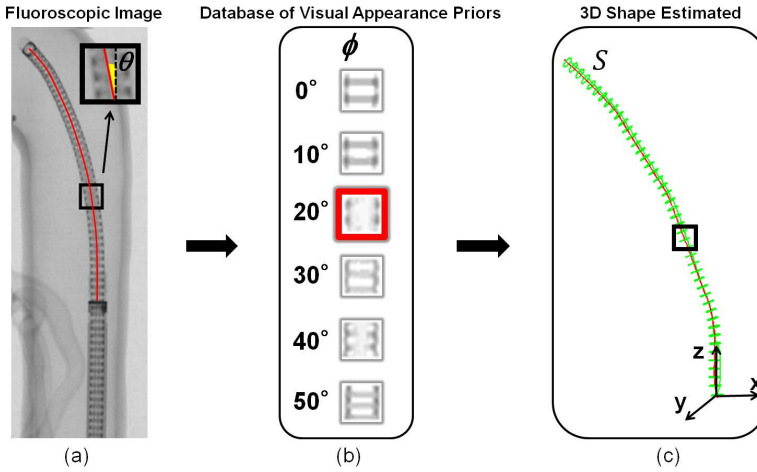 Fluoroscopic Image
Database of Visual Appearance Priors
3D Shape Estimated
θ
ϕ
0°
10°
20°
30°
40°
50°
S
z
x
y
(a)
(b)
(c)